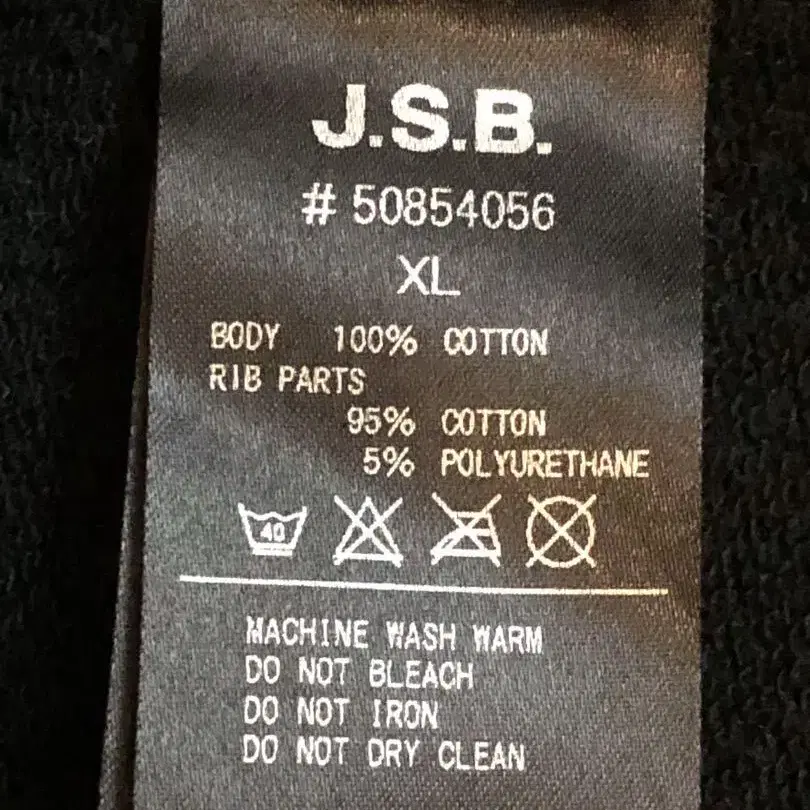 J.S.B.
# 50854056
XL
BODY 100% COTTON
RIB PARTS
95% COTTON
5% POLYURETHANE
40
MACHINE WASH WARM
DO NOT BLEACH
DO NOT IRON
DO NOT DRY CLEAN